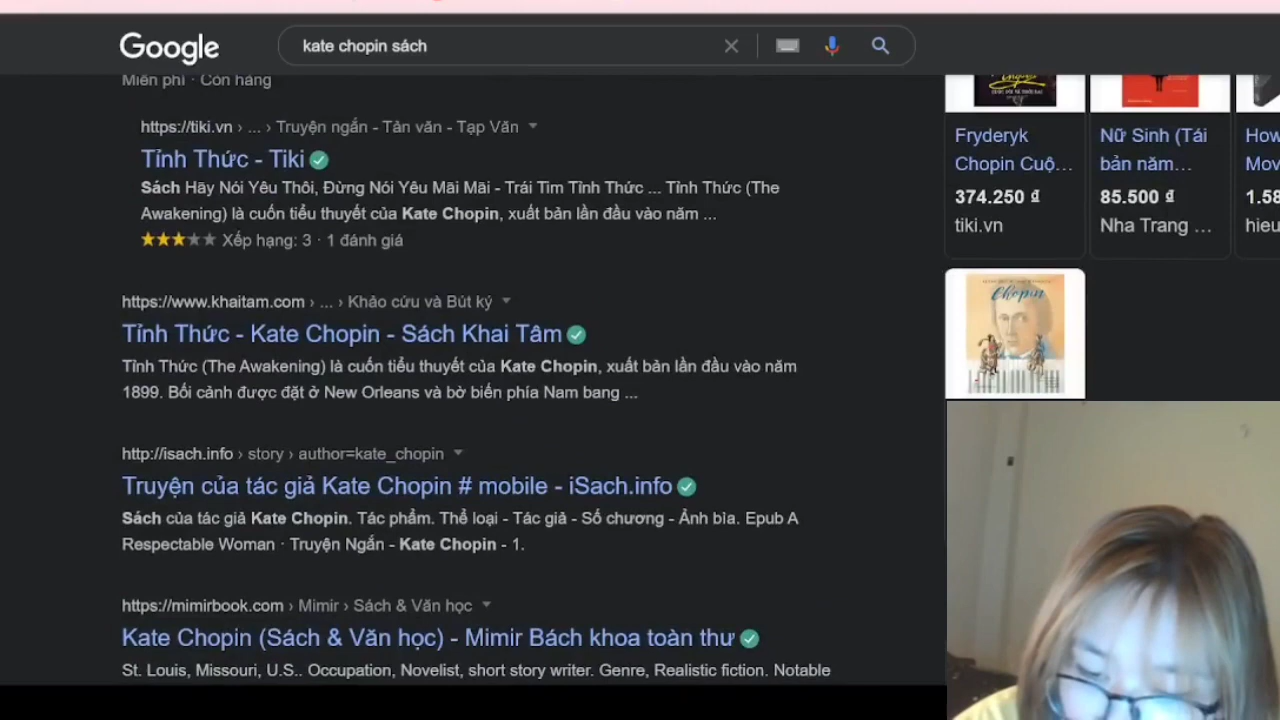 Google
kate chopin sách
Miễn phí · Còn hàng
https://tiki.vn › ... › Truyện ngắn - Tản văn - Tạp Văn
Tỉnh Thức - Tiki
Sách Hãy Nói Yêu Thôi, Đừng Nói Yêu Mãi Mãi - Trái Tim Tỉnh Thức ... Tỉnh Thức (The
Awakening) là cuốn tiểu thuyết của Kate Chopin, xuất bản lần đầu vào năm ...
Xếp hạng: 3 · 1 đánh giá
https://www.khaitam.com › ... › Khảo cứu và Bút ký
Tỉnh Thức - Kate Chopin - Sách Khai Tâm
Tỉnh Thức (The Awakening) là cuốn tiểu thuyết của Kate Chopin, xuất bản lần đầu vào năm
1899. Bối cảnh được đặt ở New Orleans và bờ biển phía Nam bang ...
http://isach.info › story › author=kate_chopin
Truyện của tác giả Kate Chopin # mobile - iSach.info
Sách của tác giả Kate Chopin. Tác phẩm. Thể loại - Tác giả - Số chương - Ảnh bìa. Epub A
Respectable Woman · Truyện Ngắn - Kate Chopin - 1.
https://mimirbook.com › Mimir › Sách & Văn học
Kate Chopin (Sách & Văn học) - Mimir Bách khoa toàn thư
St. Louis, Missouri, U.S.. Occupation, Novelist, short story writer. Genre, Realistic fiction. Notable
Fryderyk
Chopin Cuộ...
374.250 ₫
tiki.vn
Nữ Sinh (Tái
bản năm...
85.500 ₫
Nha Trang ...
How
Mov
1.58
hieu
Chopin